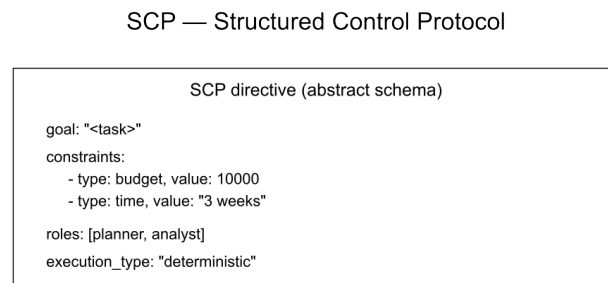 SCP — Structured Control Protocol
SCP directive (abstract schema)
goal: "<task>"
constraints:
- type: budget, value: 10000
- type: time, value: "3 weeks"
roles: [planner, analyst]
execution_type: "deterministic"